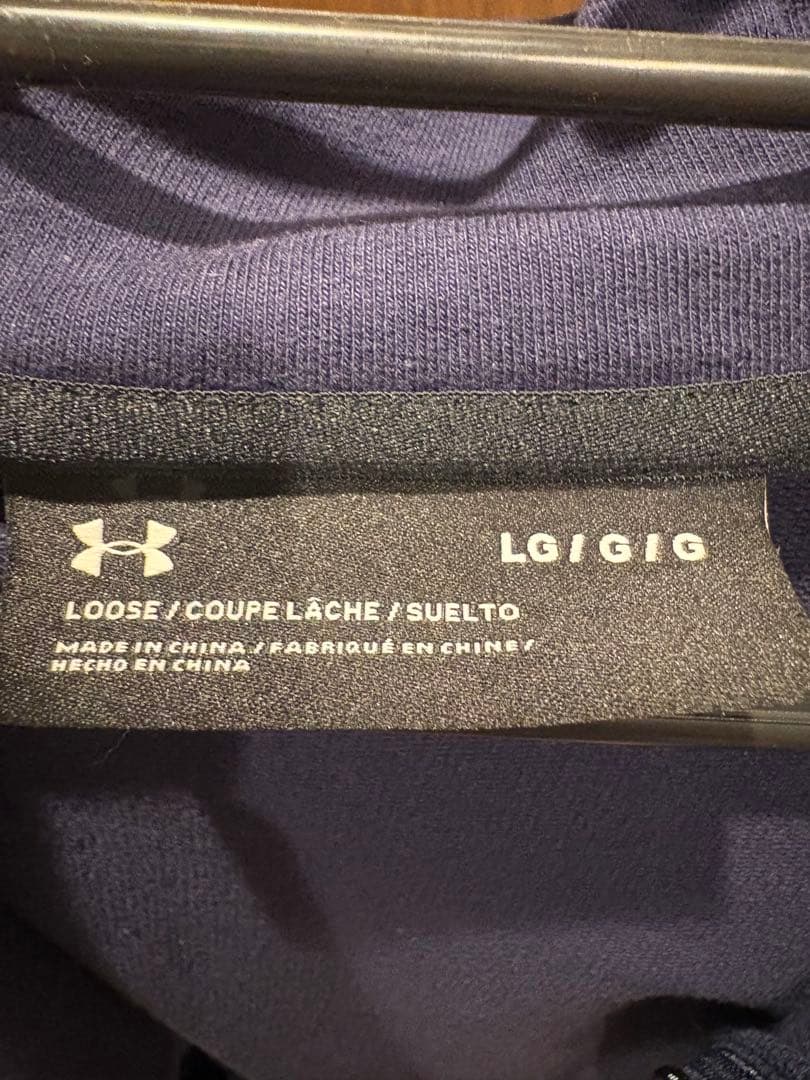 LG / G / G
LOOSE / COUPE LÂCHE / SUELTO
MADE IN CHINA / FABRIQUÉ EN CHINE /
HECHO EN CHINA